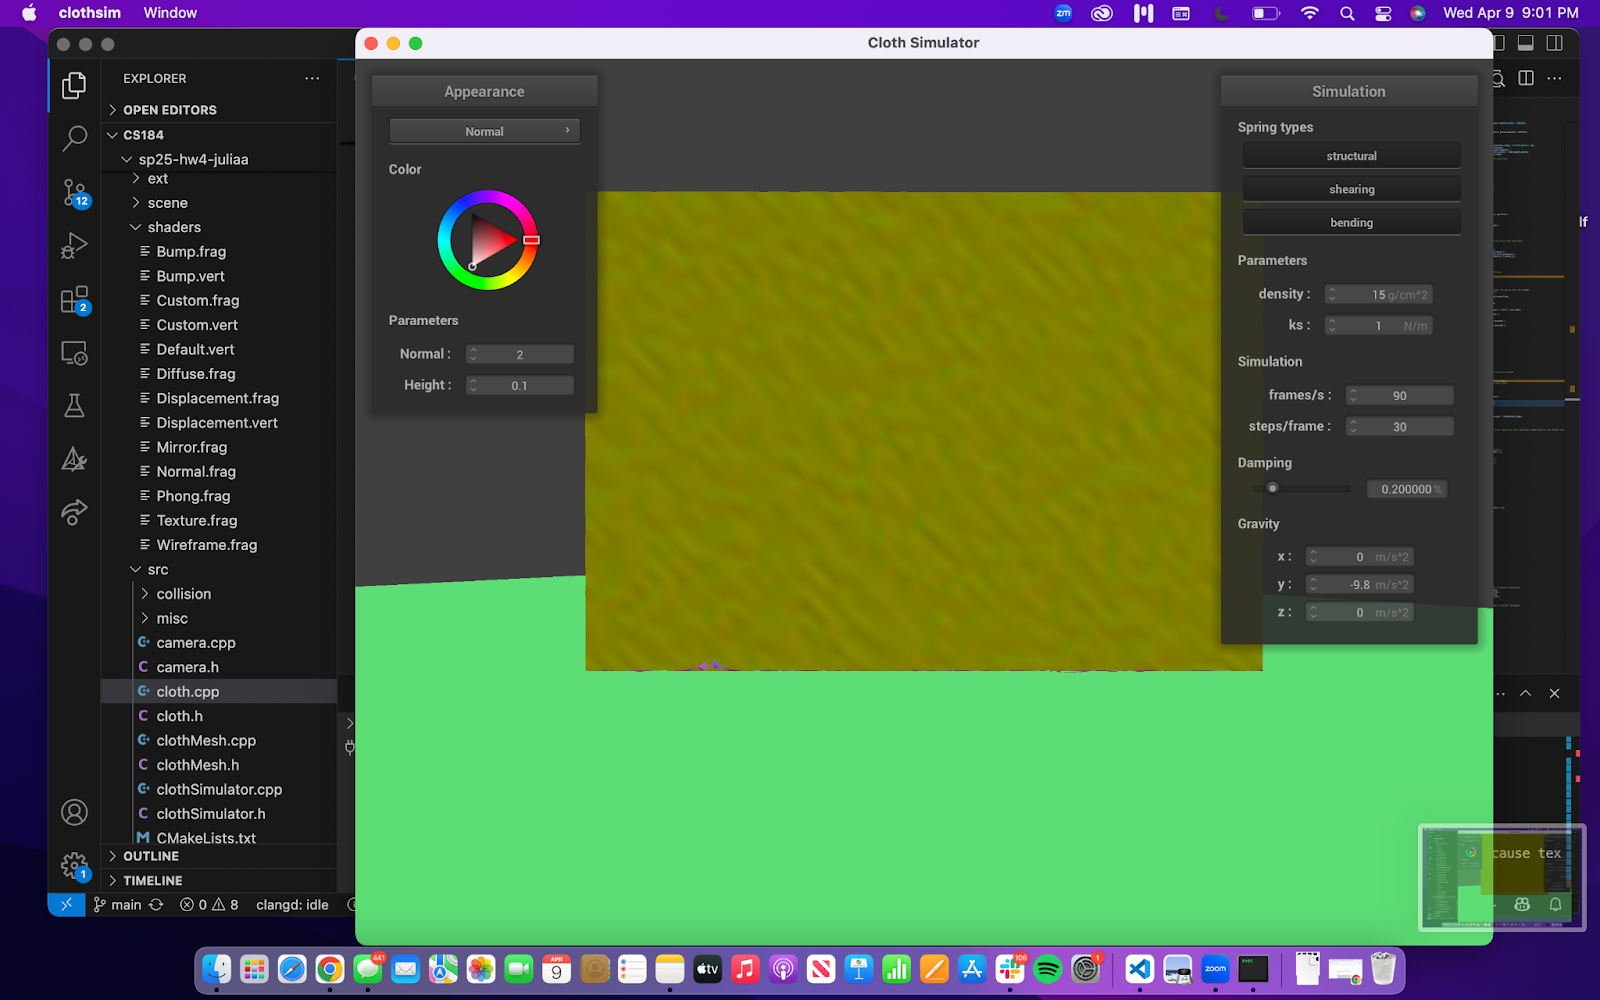 clothsim Window
zm
Wed Apr 9 9:01 PM
Cloth Simulator
EXPLORER
OPEN EDITORS
CS184
sp25-hw4-juliaa
ext
scene
shaders
Bump.frag
Bump.vert
Custom.frag
Custom.vert
Default.vert
Diffuse.frag
Displacement.frag
Displacement.vert
Mirror.frag
Normal.frag
Phong.frag
Texture.frag
Wireframe.frag
src
collision
misc
camera.cpp
camera.h
cloth.cpp
cloth.h
clothMesh.cpp
clothMesh.h
clothSimulator.cpp
clothSimulator.h
CMakeLists.txt
OUTLINE
TIMELINE
12
2
1
main 0 8 clangd: idle
Appearance
Normal
Color
Parameters
Normal : 2
Height : 0.1
Simulation
Spring types
structural
shearing
bending
Parameters
density : 15 g/cm^2
ks : 1 N/m
Simulation
frames/s : 90
steps/frame : 30
Damping
0.200000 %
Gravity
x : 0 m/s^2
y : -9.8 m/s^2
z : 0 m/s^2
lf
cause tex
441
APR
9
tv
106
1
zoom
exec